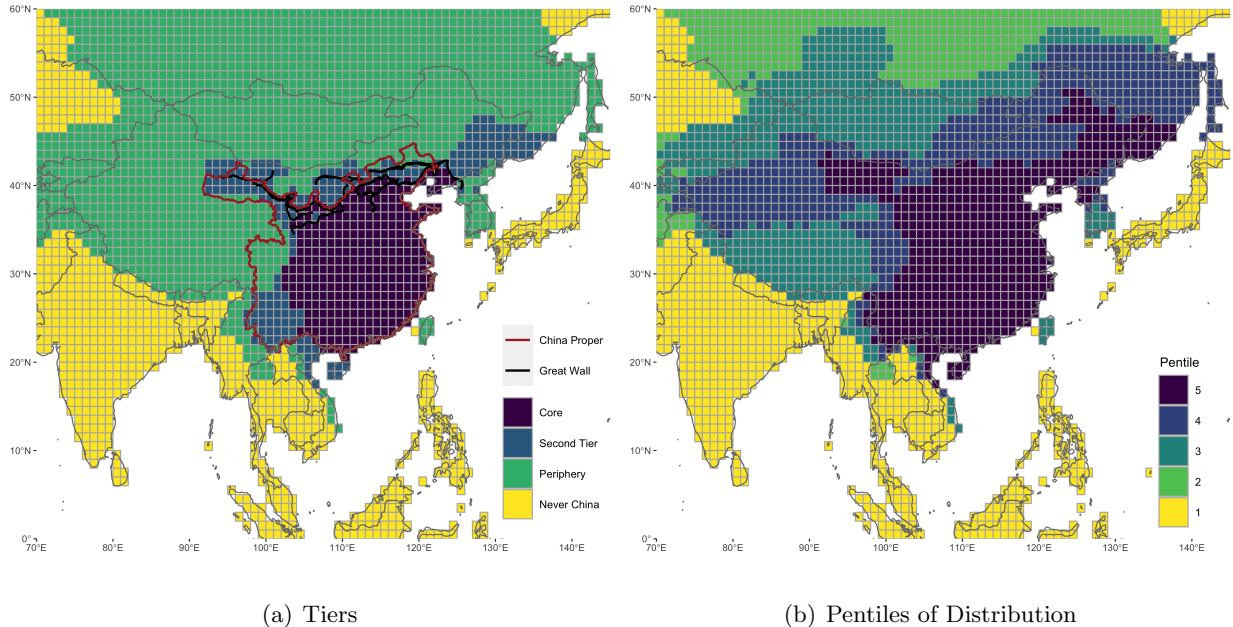 60°N
50°N
40°N
30°N
20°N
10°N
0°
70°E
80°E
90°E
100°E
110°E
120°E
130°E
140°E
China Proper
Great Wall
Core
Second Tier
Periphery
Never China
60°N
50°N
40°N
30°N
20°N
10°N
0°
70°E
80°E
90°E
100°E
110°E
120°E
130°E
140°E
Pentile
5
4
3
2
1
(a) Tiers
(b) Pentiles of Distribution